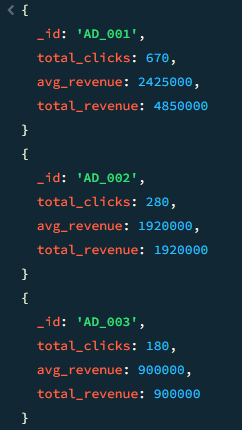 < {
_id: 'AD_001',
total_clicks: 670,
avg_revenue: 2425000,
total_revenue: 4850000
}
{
_id: 'AD_002',
total_clicks: 280,
avg_revenue: 1920000,
total_revenue: 1920000
}
{
_id: 'AD_003',
total_clicks: 180,
avg_revenue: 900000,
total_revenue: 900000
}